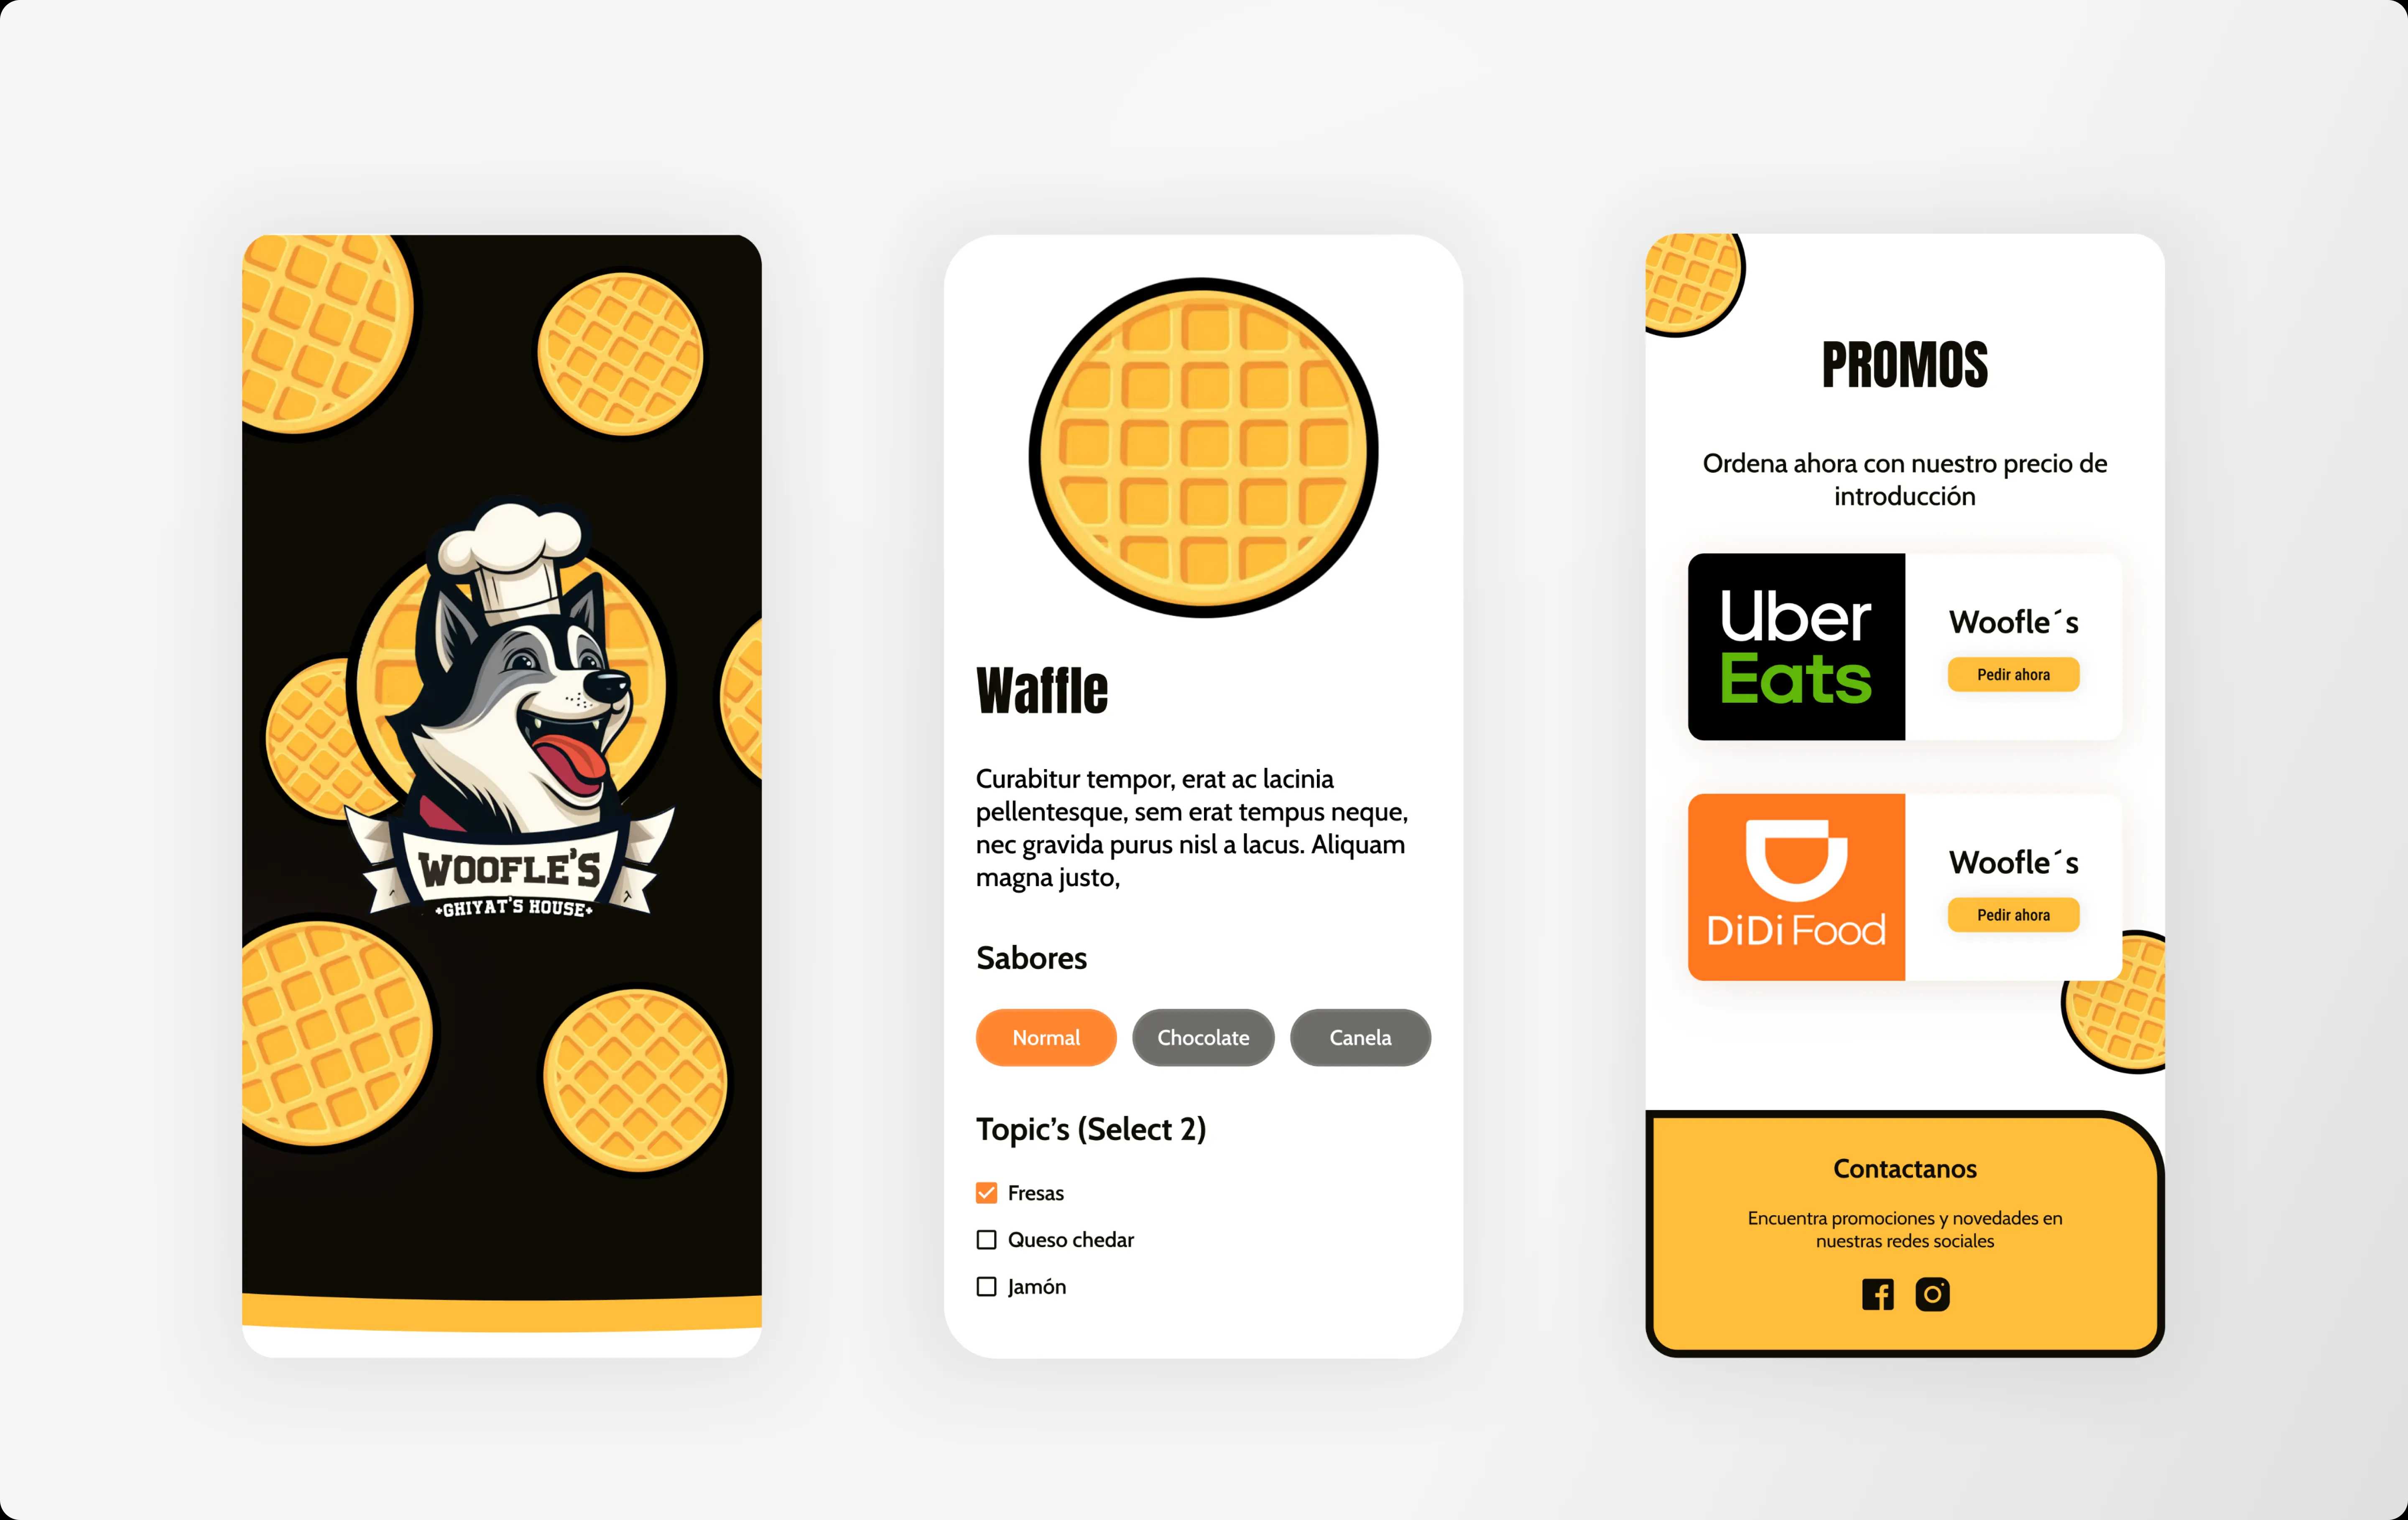 WOOFLE'S
+GHIYAT'S HOUSE+
Waffle
Curabitur tempor, erat ac lacinia
pellentesque, sem erat tempus neque,
nec gravida purus nisl a lacus. Aliquam
magna justo,
Sabores
Normal
Chocolate
Canela
Topic’s (Select 2)
Fresas
Queso chedar
Jamón
PROMOS
Ordena ahora con nuestro precio de
introducción
Uber
Eats
Woofle´s
Pedir ahora
DiDi Food
Woofle´s
Pedir ahora
Contactanos
Encuentra promociones y novedades en
nuestras redes sociales